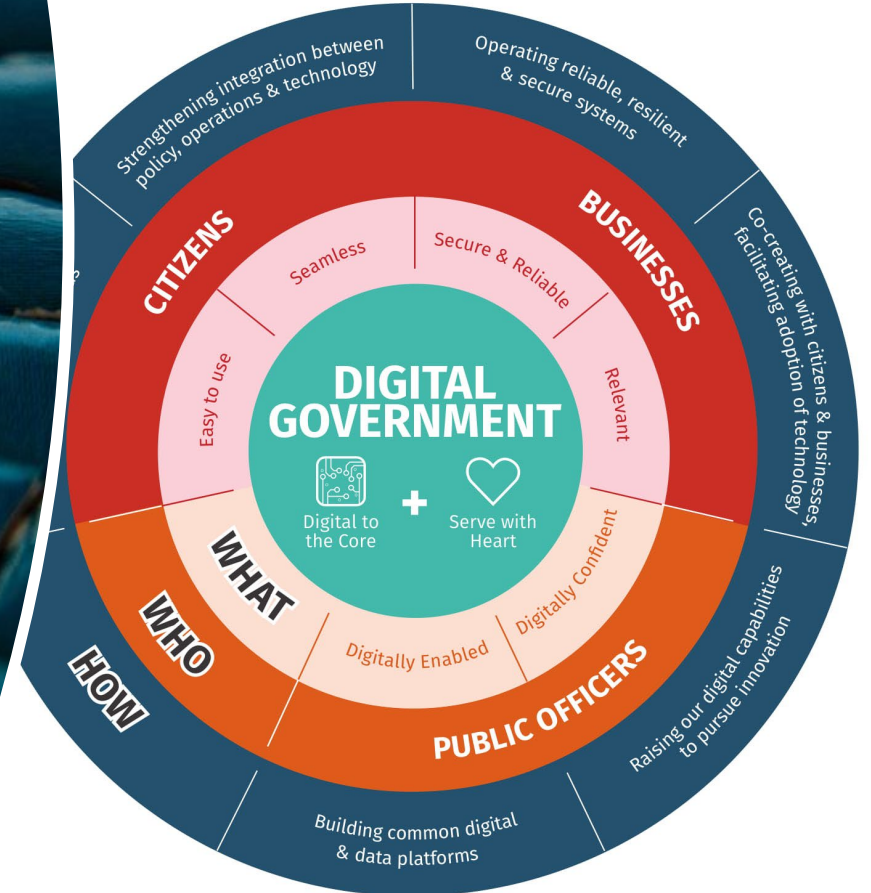 Strengthening integration between
policy, operations & technology
Operating reliable, resilient
& secure systems
Co-creating with citizens & businesses,
facilitating adoption of technology
Raising our digital capabilities
to pursue innovation
Building common digital
& data platforms
HOW
CITIZENS
BUSINESSES
PUBLIC OFFICERS
WHO
Easy to use
Seamless
Secure & Reliable
Relevant
Digitally Confident
Digitally Enabled
WHAT
DIGITAL
GOVERNMENT
Digital to
the Core
+
Serve with
Heart